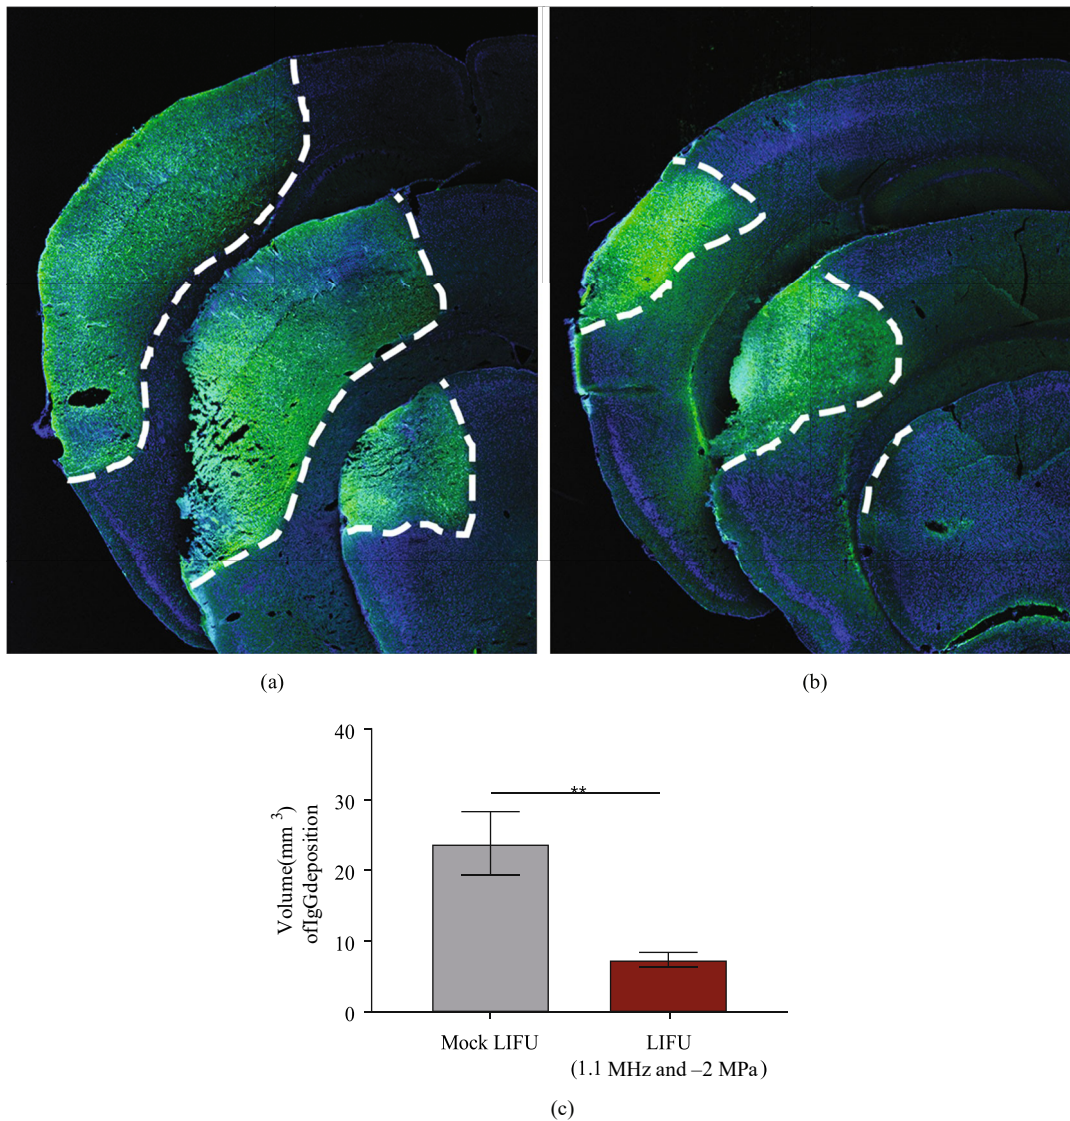 (a)
(b)
40
30
20
10
0
Volume(mm 3)
ofIgGdeposition
**
Mock LIFU
LIFU
(1.1 MHz and –2 MPa)
(c)